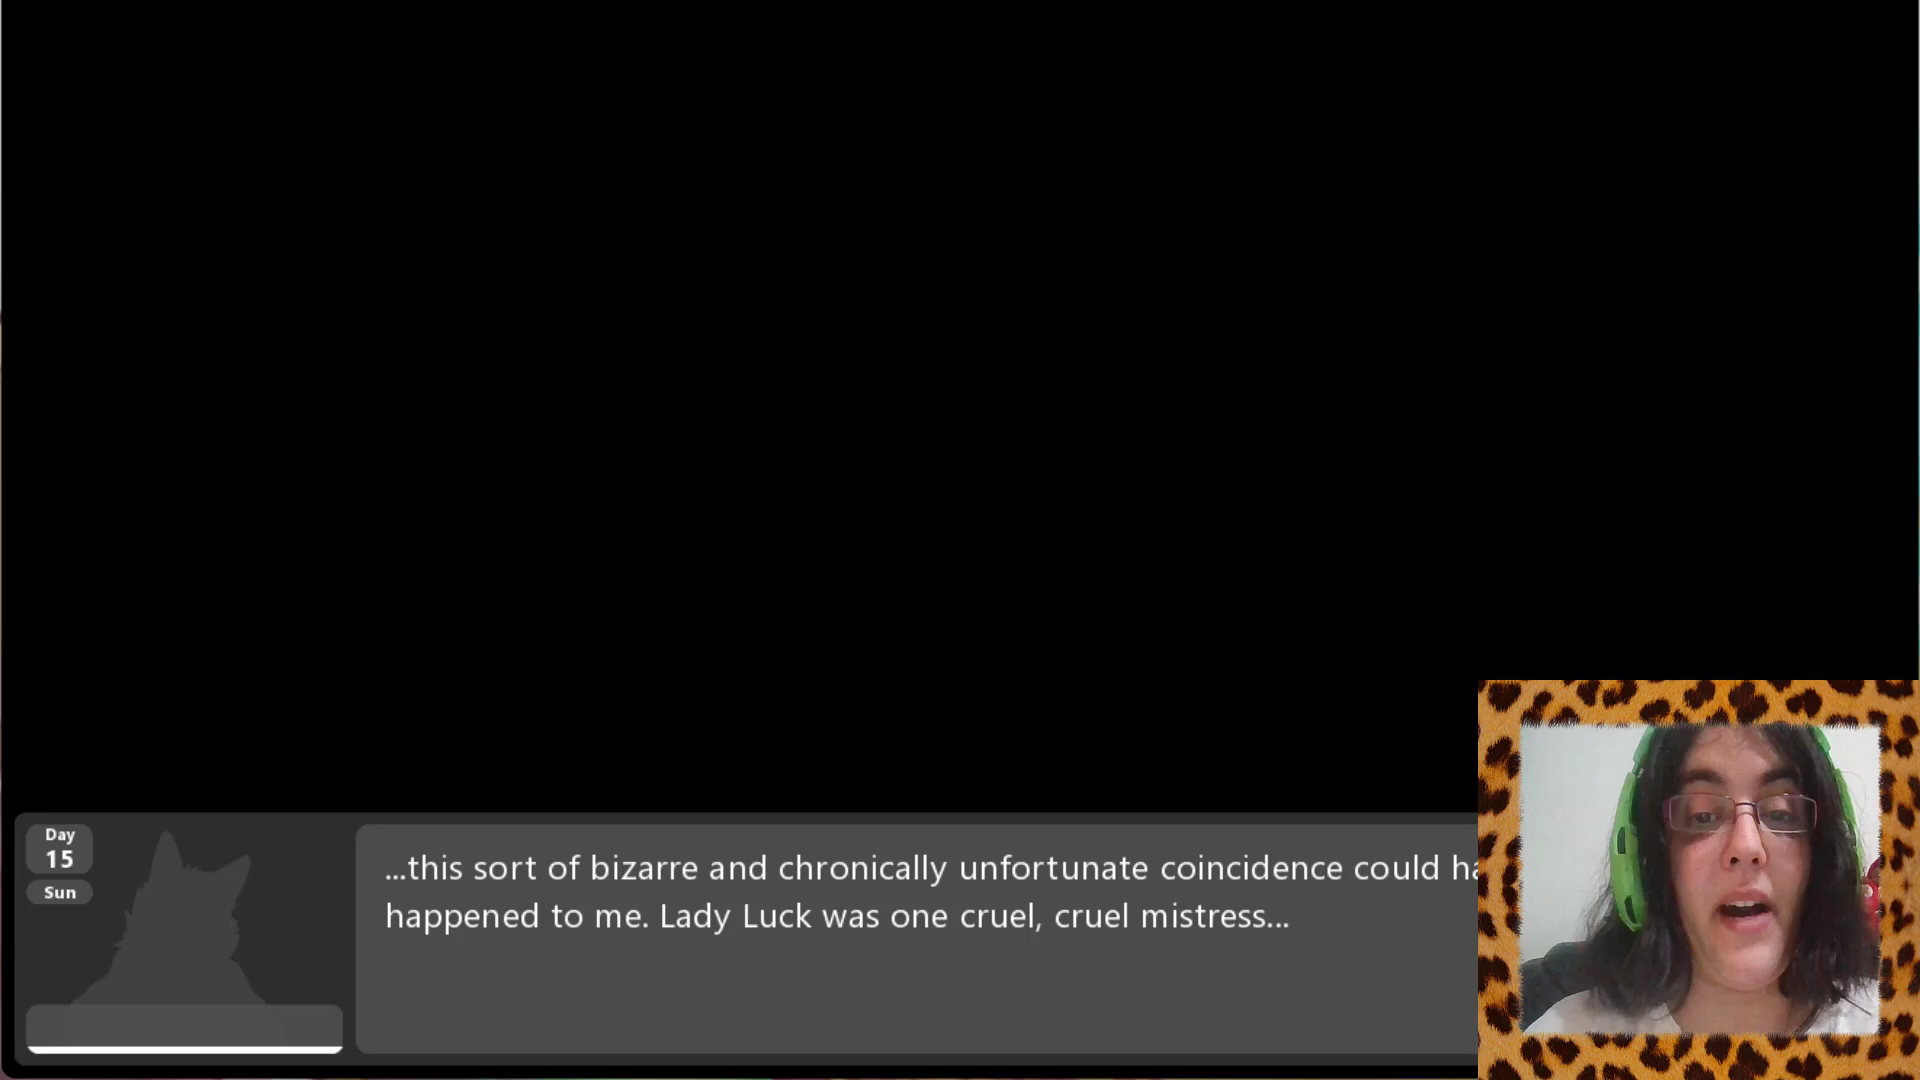 Day
15
Sun
...this sort of bizarre and chronically unfortunate coincidence could
happened to me. Lady Luck was one cruel, cruel mistress...